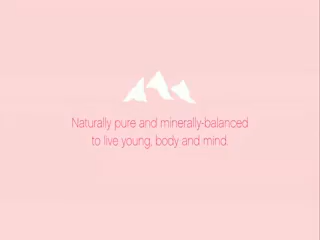 Naturally pure and minerally-balanced
to live young, body and mind.